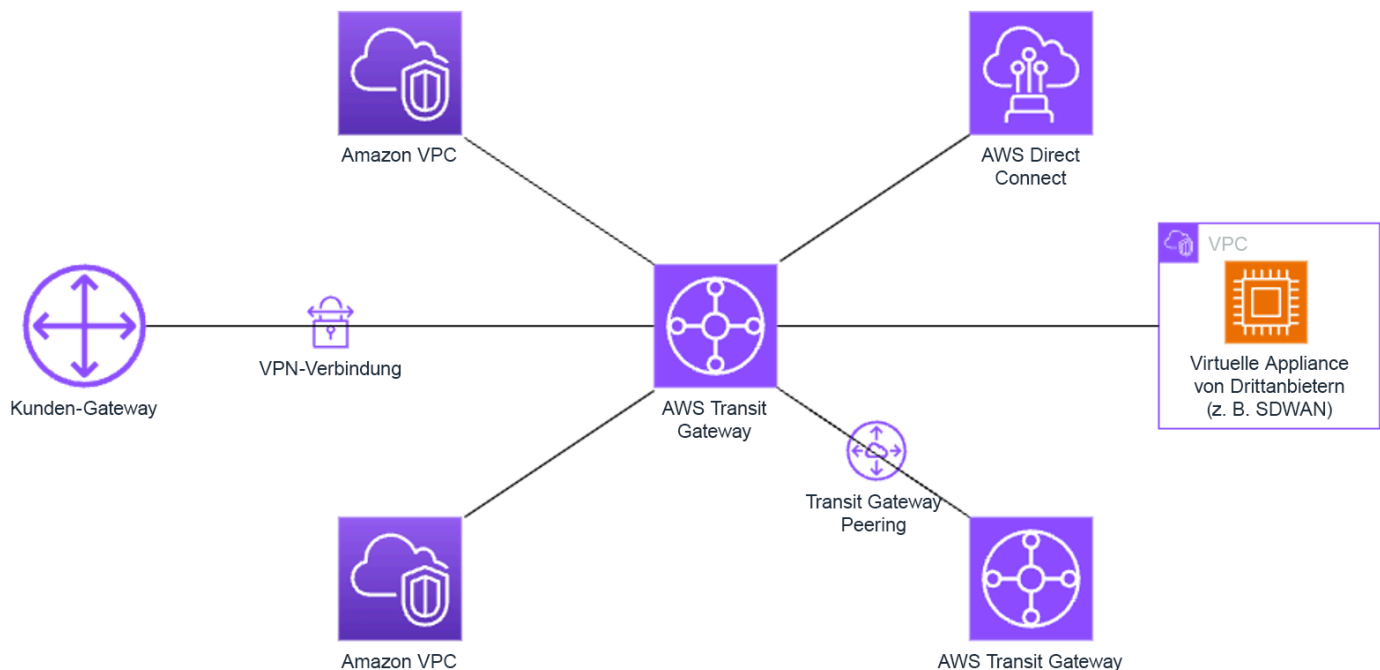 Amazon VPC
AWS Direct
Connect
VPC
Virtuelle Appliance
von Drittanbietern
(z. B. SDWAN)
VPN-Verbindung
Kunden-Gateway
AWS Transit
Gateway
Transit Gateway
Peering
Amazon VPC
AWS Transit Gateway